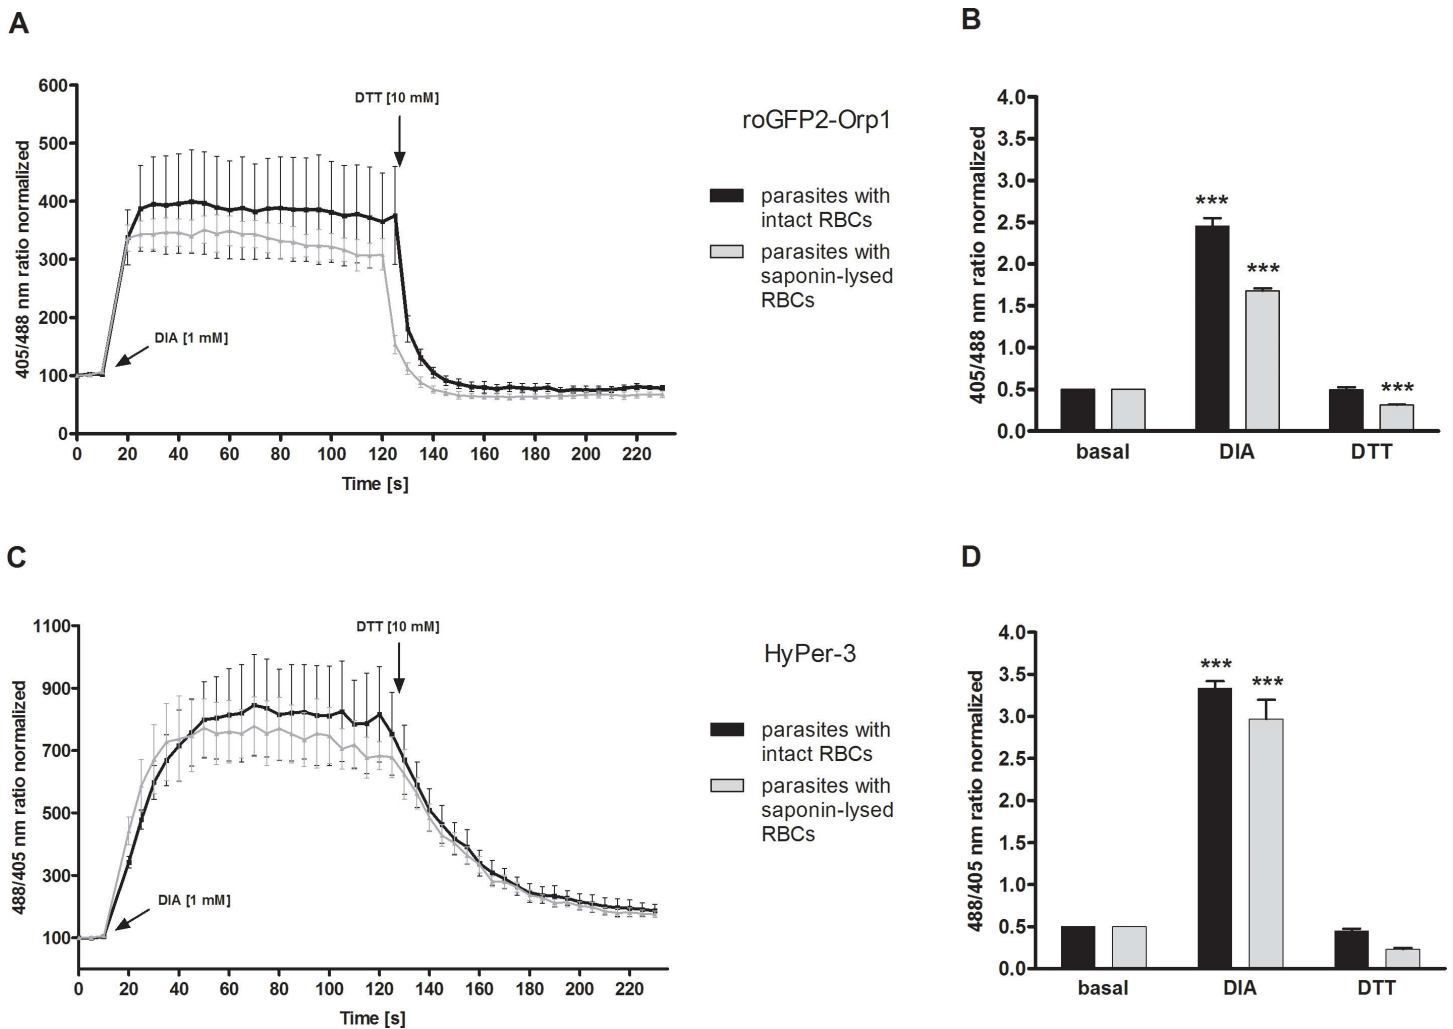 A
405/488 nm ratio normalized
600
500
400
300
200
100
0
DTT [10 mM]
DIA [1 mM]
0 20 40 60 80 100 120 140 160 180 200 220
Time [s]
roGFP2-Orp1
parasites with
intact RBCs
parasites with
saponin-lysed
RBCs
B
405/488 nm ratio normalized
4.0
3.5
3.0
2.5
2.0
1.5
1.0
0.5
0.0
***
***
***
basal DIA DTT
C
488/405 nm ratio normalized
1100
900
700
500
300
100
DTT [10 mM]
DIA [1 mM]
0 20 40 60 80 100 120 140 160 180 200 220
Time [s]
HyPer-3
parasites with
intact RBCs
parasites with
saponin-lysed
RBCs
D
488/405 nm ratio normalized
4.0
3.5
3.0
2.5
2.0
1.5
1.0
0.5
0.0
***
***
basal DIA DTT